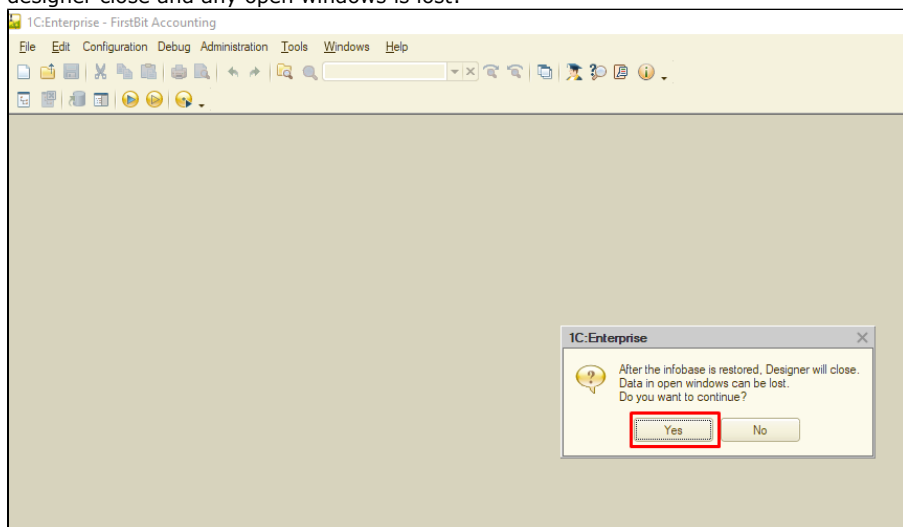 designer close and any open windows is lost.
1C:Enterprise - FirstBit Accounting
File Edit Configuration Debug Administration Tools Windows Help
1C:Enterprise
After the infobase is restored, Designer will close.
Data in open windows can be lost.
Do you want to continue?
Yes No